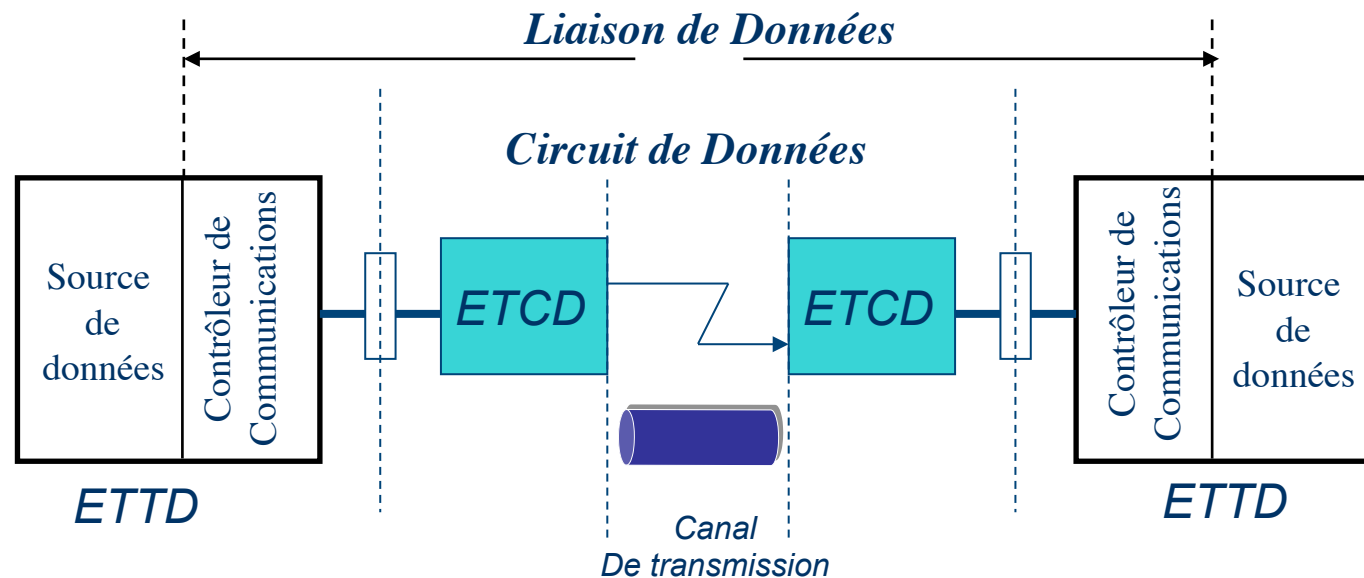 Liaison de Données
Circuit de Données
Source
de
données
Contrôleur de
Communications
ETTD
ETCD
ETCD
Canal
De transmission
Contrôleur de
Communications
Source
de
données
ETTD